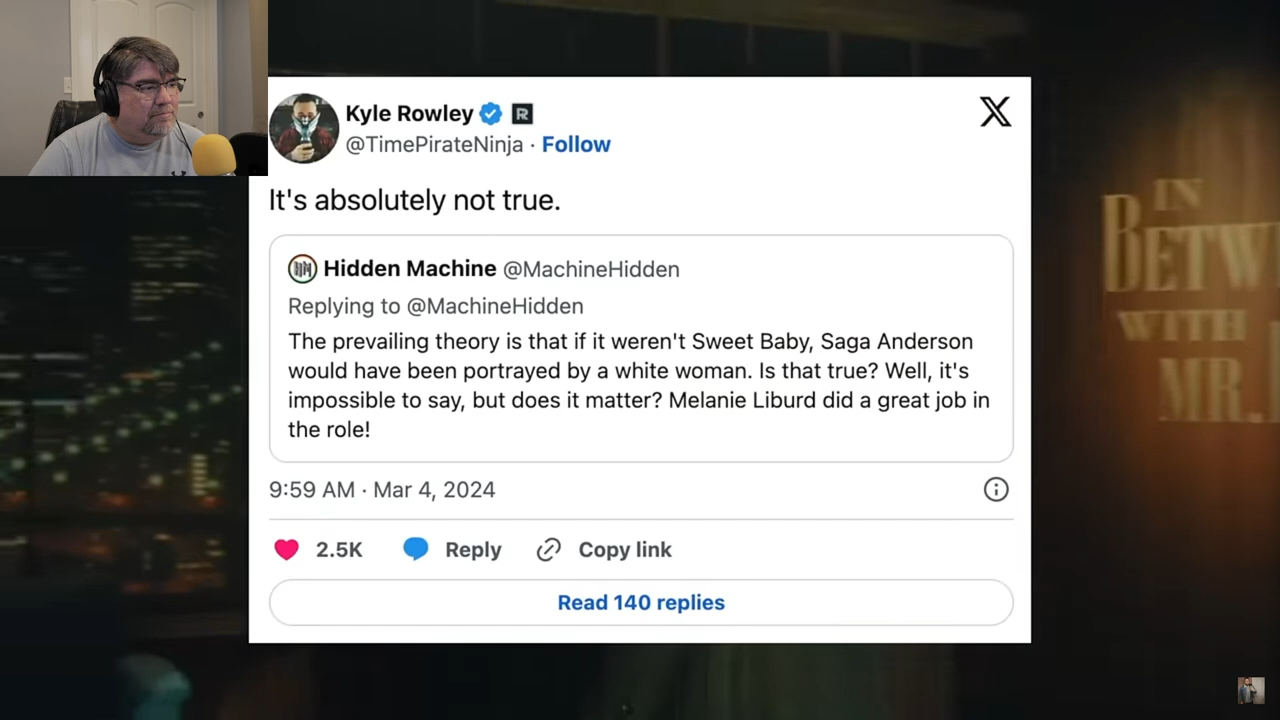 Kyle Rowley
@TimePirateNinja · Follow
It's absolutely not true.
Hidden Machine @MachineHidden
Replying to @MachineHidden
The prevailing theory is that if it weren't Sweet Baby, Saga Anderson
would have been portrayed by a white woman. Is that true? Well, it's
impossible to say, but does it matter? Melanie Liburd did a great job in
the role!
9:59 AM · Mar 4, 2024
2.5K Reply Copy link
Read 140 replies
IN
WITH
MR.